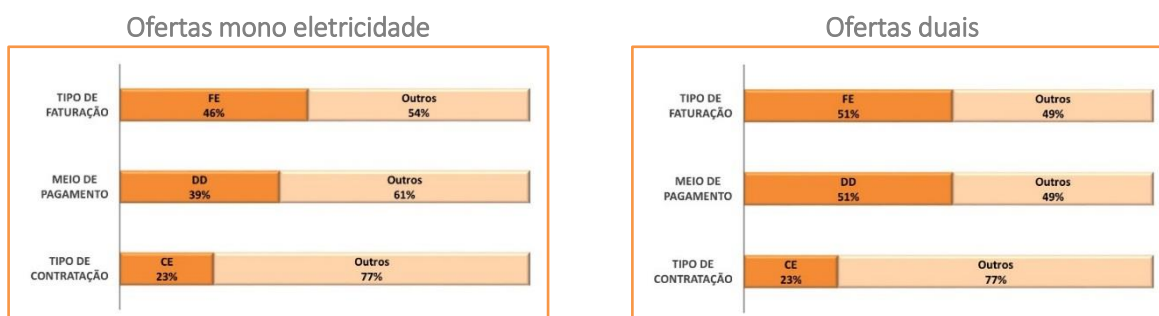 Ofertas mono eletricidade
TIPO DE
FATURAÇÃO
FE
46%
Outros
54%
MEIO DE
PAGAMENTO
DD
39%
Outros
61%
TIPO DE
CONTRATAÇÃO
CE
23%
Outros
77%
Ofertas duais
TIPO DE
FATURAÇÃO
FE
51%
Outros
49%
MEIO DE
PAGAMENTO
DD
51%
Outros
49%
TIPO DE
CONTRATAÇÃO
CE
23%
Outros
77%